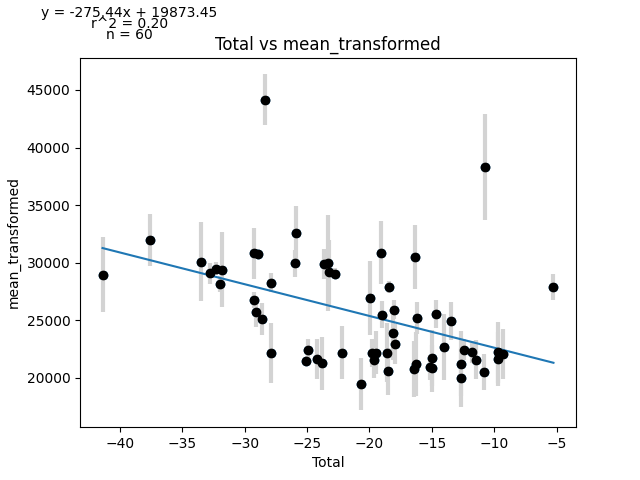 y = -275.44x + 19873.45
r^2 = 0.20
n = 60
Total vs mean_transformed
45000
40000
35000
30000
25000
20000
mean_transformed
−40 −35 −30 −25 −20 −15 −10 −5
Total